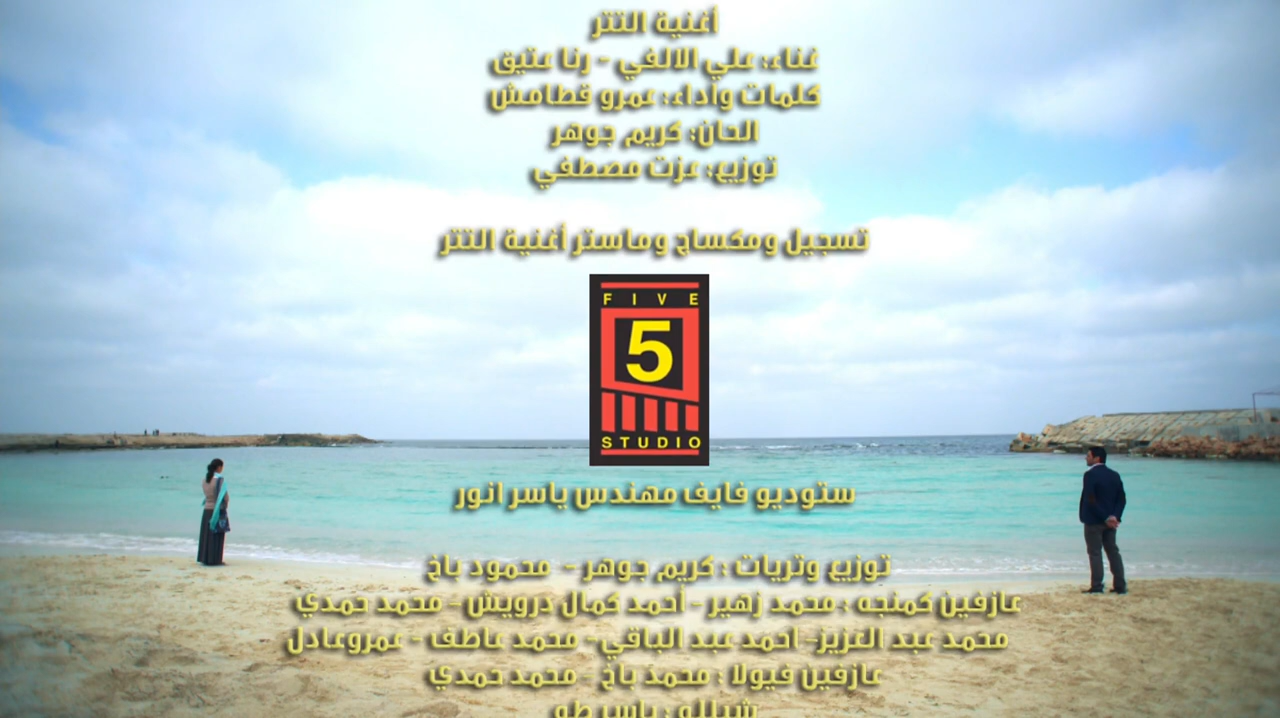 أغنية التتر
غناء: علي الالفي - رنا عتيق
كلمات وأداء: عمرو قطامش
الحان: كريم جوهر
توزيع: عزت مصطفي
تسجيل ومكساج وماستر أغنية التتر
FIVE
5
STUDIO
ستوديو فايف مهندس ياسر انور
توزيع وتريات : كريم جوهر - محمود باخ
عازفين كمنجه : محمد زهير - أحمد كمال درويش - محمد حمدي
محمد عبد العزيز - احمد عبد الباقي - محمد عاطف - عمروعادل
عازفين فيولا : محمد باخ - محمد حمدي
شيللو : ياسر طه